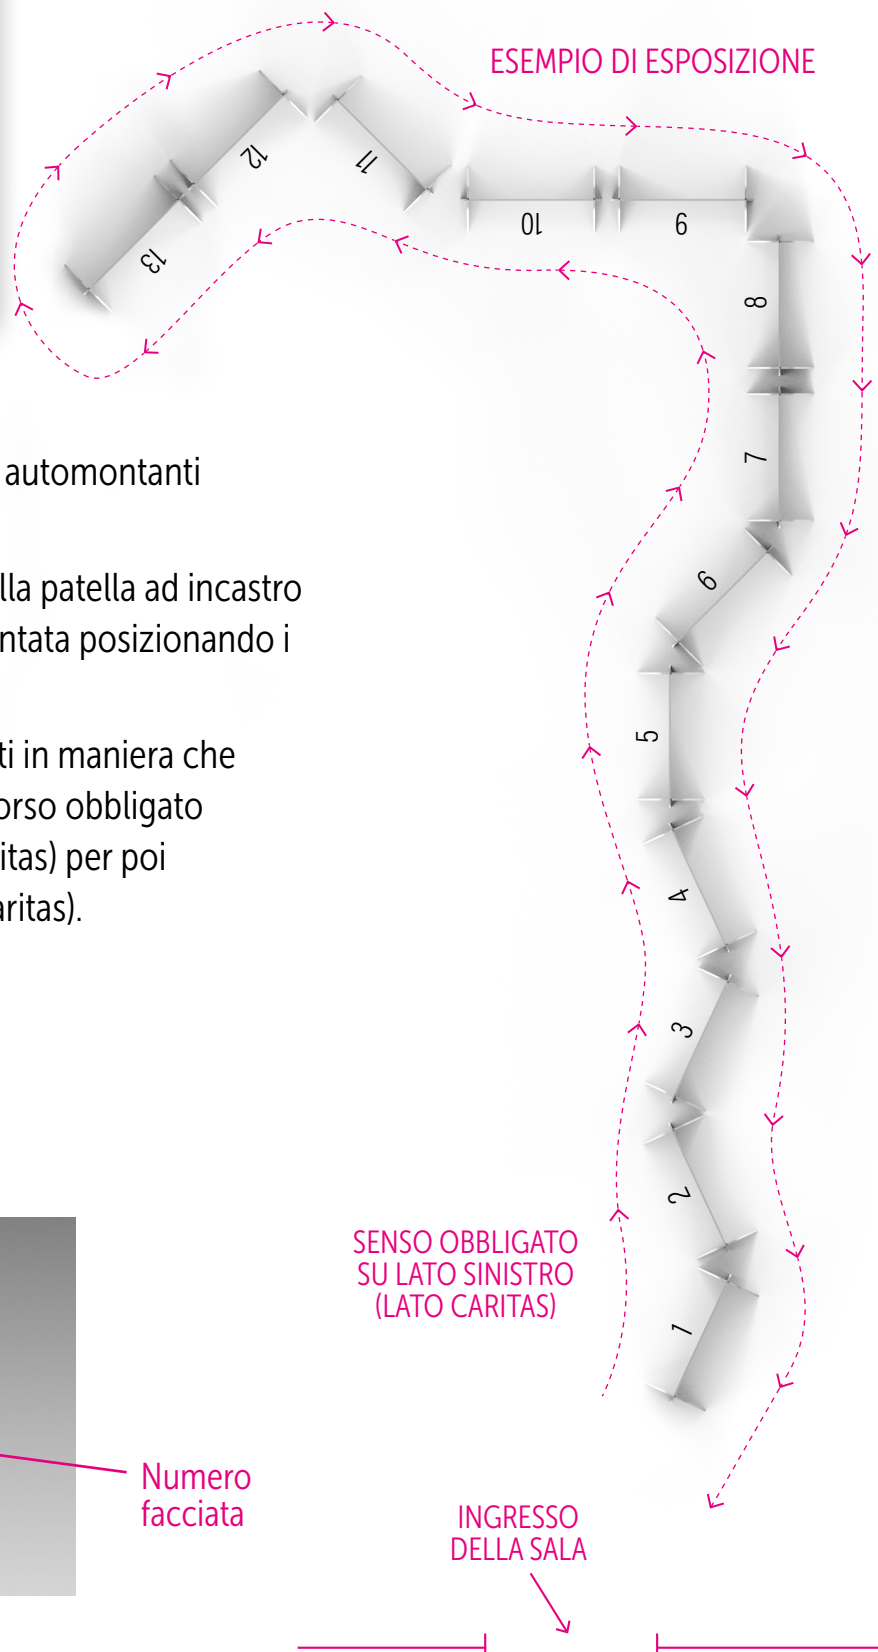 ESEMPIO DI ESPOSIZIONE
12
11
13
10
9
8
7
automontanti
lla patella ad incastro
ntata posizionando i
6
5
ti in maniera che
orso obbligato
itas) per poi
aritas).
4
3
2
SENSO OBBLIGATO
SU LATO SINISTRO
(LATO CARITAS)
1
Numero
facciata
INGRESSO
DELLA SALA